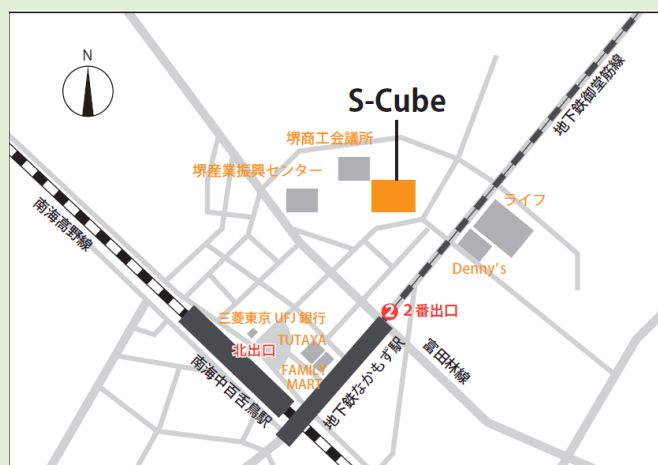 N
S-Cube
堺商工会議所
堺産業振興センター
地下鉄御堂筋線
ライフ
Denny's
南海高野線
三菱東京UFJ銀行
❷２番出口
北出口
TUTAYA
FAMILY
MART
地下鉄なかもず駅
富田林線
南海中百舌鳥駅